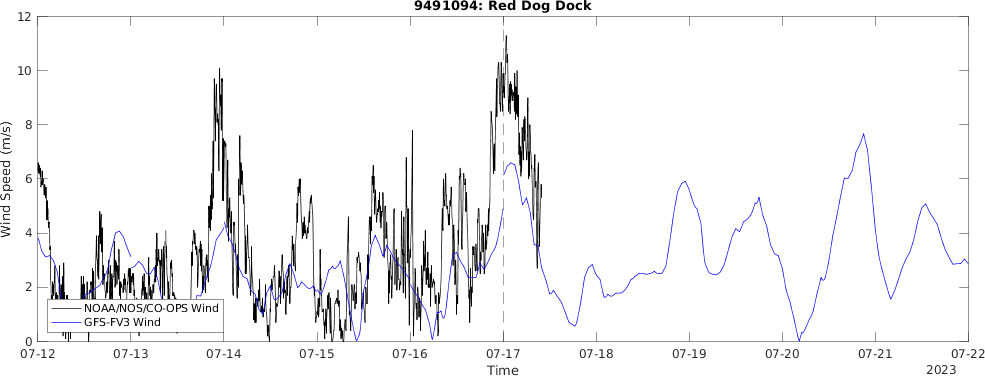 9491094: Red Dog Dock
Wind Speed (m/s)
12
10
8
6
4
2
0
NOAA/NOS/CO-OPS Wind
GFS-FV3 Wind
07-12 07-13 07-14 07-15 07-16 07-17 07-18 07-19 07-20 07-21 07-22
Time
2023